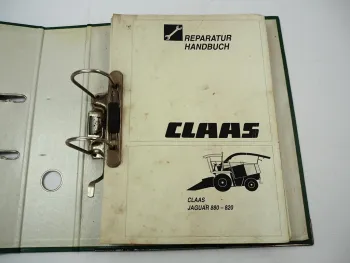 REPARATUR
HANDBUCH
CLAAS
CLAAS
JAGUAR 880-820